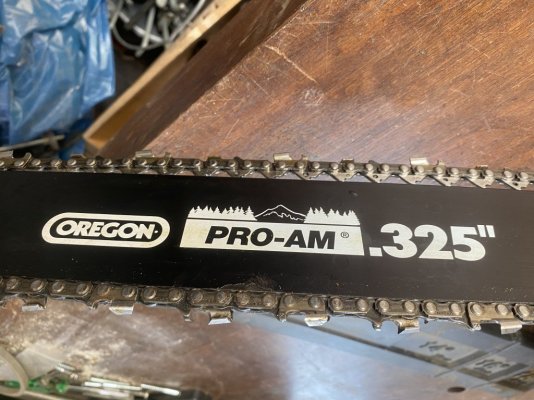 OREGON
PRO-AM®
.325"